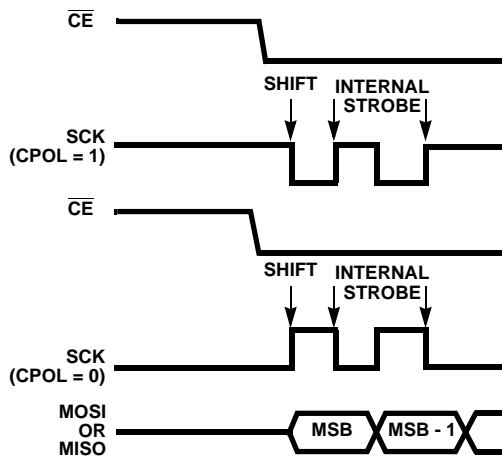 CE
SHIFT INTERNAL
STROBE
SCK
(CPOL = 1)
CE
SHIFT INTERNAL
STROBE
SCK
(CPOL = 0)
MOSI
OR
MISO
MSB MSB - 1